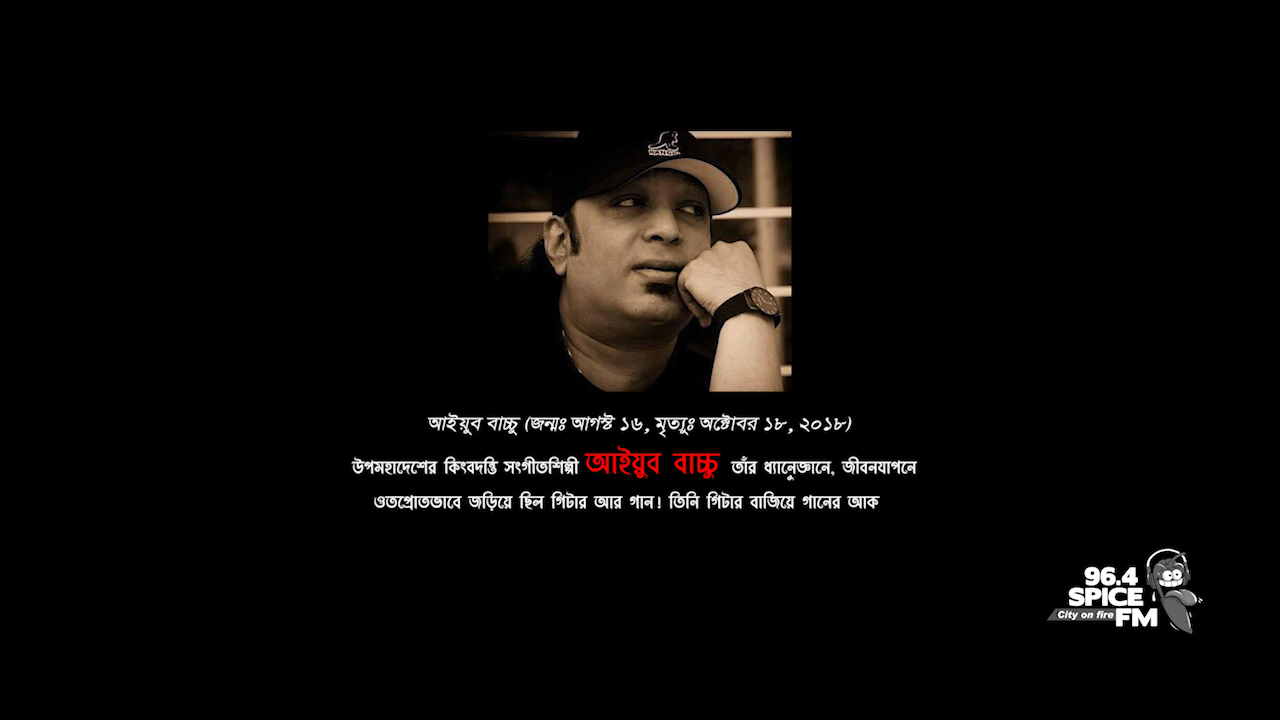 আইয়ুব বাচ্চু (জন্মঃ আগস্ট ১৬, মৃত্যুঃ অক্টোবর ১৮, ২০১৮)
উপমহাদেশের কিংবদন্তি সংগীতশিল্পী আইয়ুব বাচ্চু তাঁর ধ্যানেজ্ঞানে, জীবনযাপনে
ওতপ্রোতভাবে জড়িয়ে ছিল গিটার আর গান! তিনি গিটার বাজিয়ে গানের আক
96.4
SPICE
City on fire FM